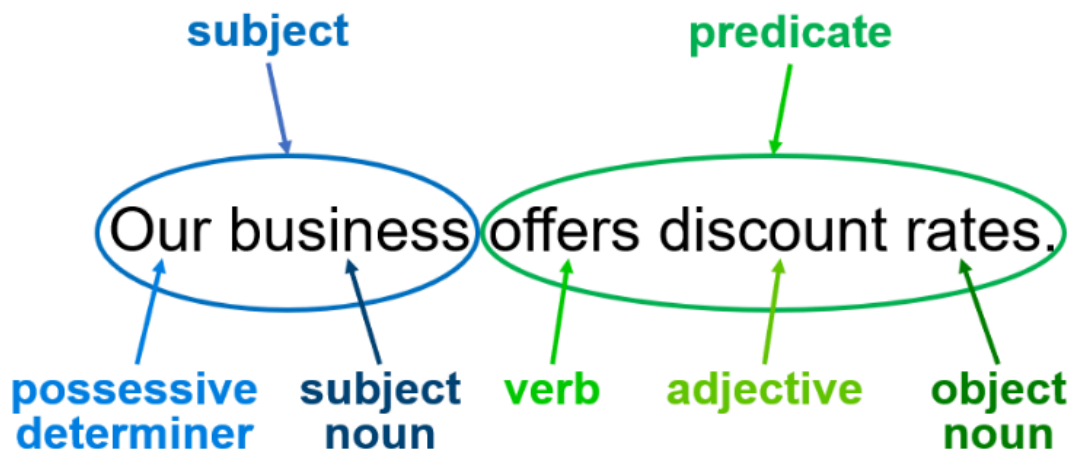 subject predicate
Our business offers discount rates.
possessive subject verb adjective object
determiner noun noun